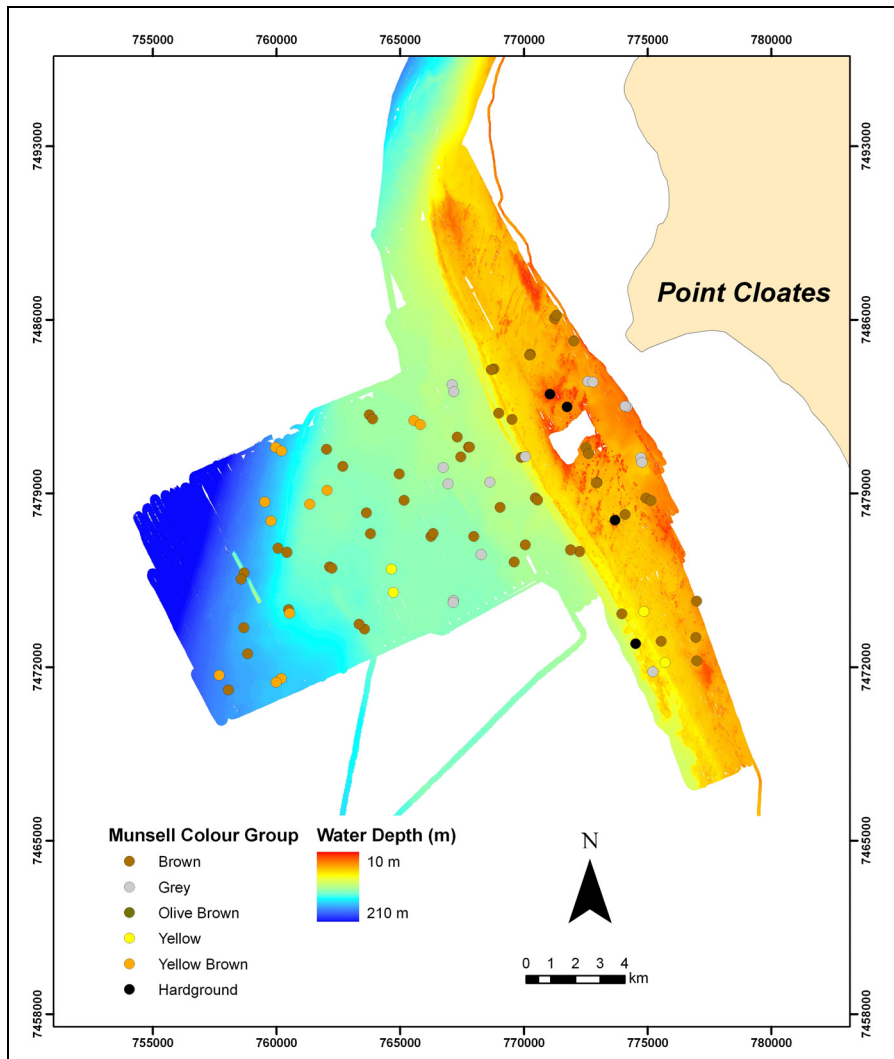 755000 760000 765000 770000 775000 780000
7493000 7493000
Point Cloates
7486000 7486000
7479000 7479000
7472000 7472000
Munsell Colour Group
Brown
Grey
Olive Brown
Yellow
Yellow Brown
Hardground
Water Depth (m)
10 m
210 m
N
0 1 2 3 4
km
7465000 7465000
7458000 7458000
755000 760000 765000 770000 775000 780000